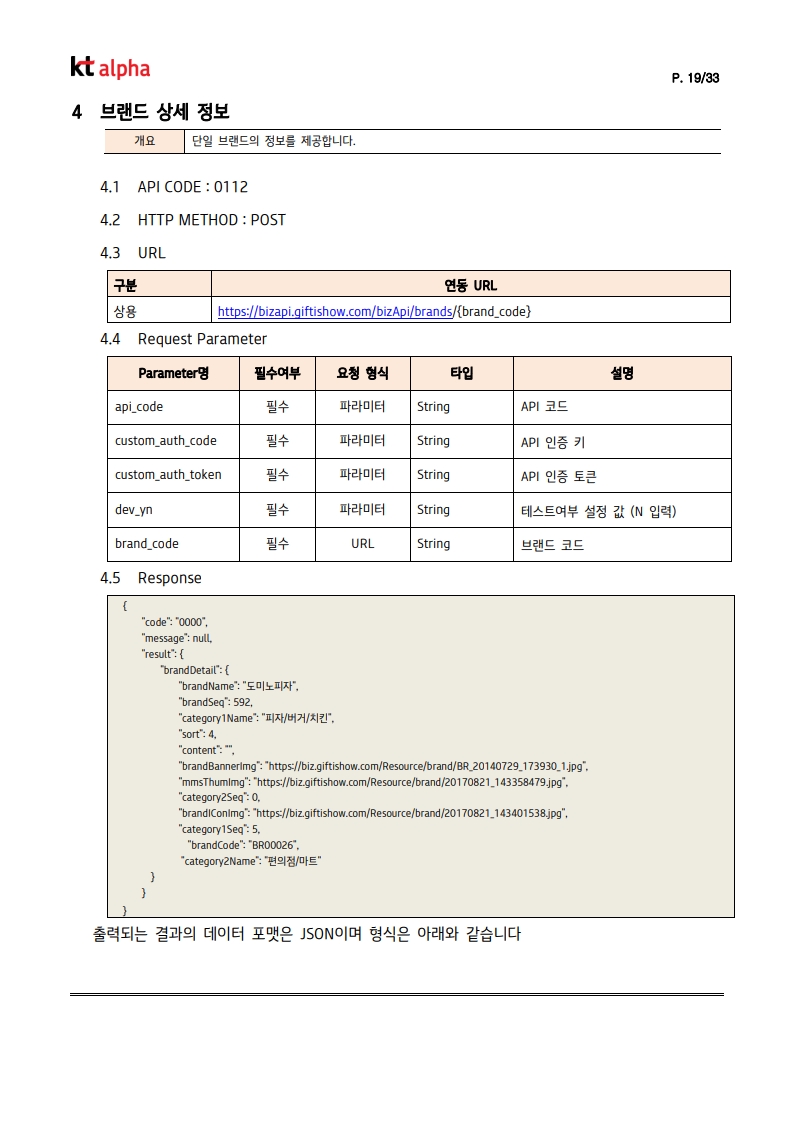 kt alpha
P. 19/33
4 브랜드 상세 정보
개요 단일 브랜드의 정보를 제공합니다.
4.1 API CODE : 0112
4.2 HTTP METHOD : POST
4.3 URL
구분 연동 URL
상용 https://bizapi.giftishow.com/bizApi/brands/{brand_code}
4.4 Request Parameter
Parameter명 필수여부 요청 형식 타입 설명
api_code 필수 파라미터 String API 코드
custom_auth_code 필수 파라미터 String API 인증 키
custom_auth_token 필수 파라미터 String API 인증 토큰
dev_yn 필수 파라미터 String 테스트여부 설정 값 (N 입력)
brand_code 필수 URL String 브랜드 코드
4.5 Response
{
"code": "0000",
"message": null,
"result": {
"brandDetail": {
"brandName": "도미노피자",
"brandSeq": 592,
"category1Name": "피자/버거/치킨",
"sort": 4,
"content": "",
"brandBannerImg": "https://biz.giftishow.com/Resource/brand/BR_20140729_173930_1.jpg",
"mmsThumImg": "https://biz.giftishow.com/Resource/brand/20170821_143358479.jpg",
"category2Seq": 0,
"brandIConImg": "https://biz.giftishow.com/Resource/brand/20170821_143401538.jpg",
"category1Seq": 5,
"brandCode": "BR00026",
"category2Name": "편의점/마트"
}
}
}
출력되는 결과의 데이터 포맷은 JSON이며 형식은 아래와 같습니다